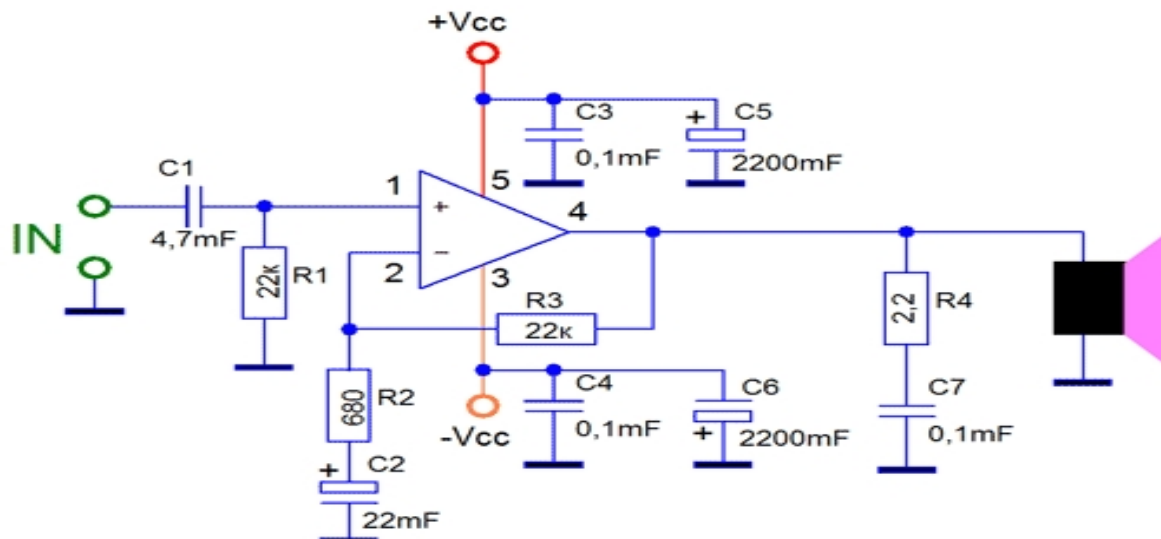 +Vcc
C3
0,1mF
+
C5
2200mF
IN
C1
4,7mF
22к
R1
1
+
2
−
5
4
3
R3
22к
680
R2
+
C2
22mF
-Vcc
C4
0,1mF
C6
+
2200mF
2,2
R4
C7
0,1mF